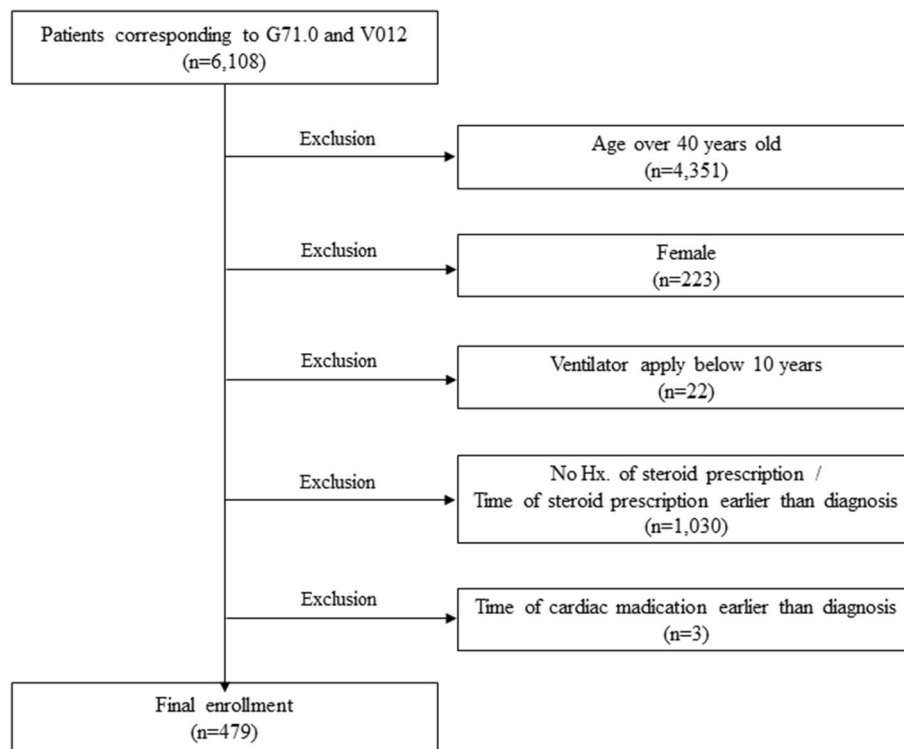 Patients corresponding to G71.0 and V012
(n=6,108)
Exclusion
Age over 40 years old
(n=4,351)
Exclusion
Female
(n=223)
Exclusion
Ventilator apply below 10 years
(n=22)
Exclusion
No Hx. of steroid prescription /
Time of steroid prescription earlier than diagnosis
(n=1,030)
Exclusion
Time of cardiac madication earlier than diagnosis
(n=3)
Final enrollment
(n=479)